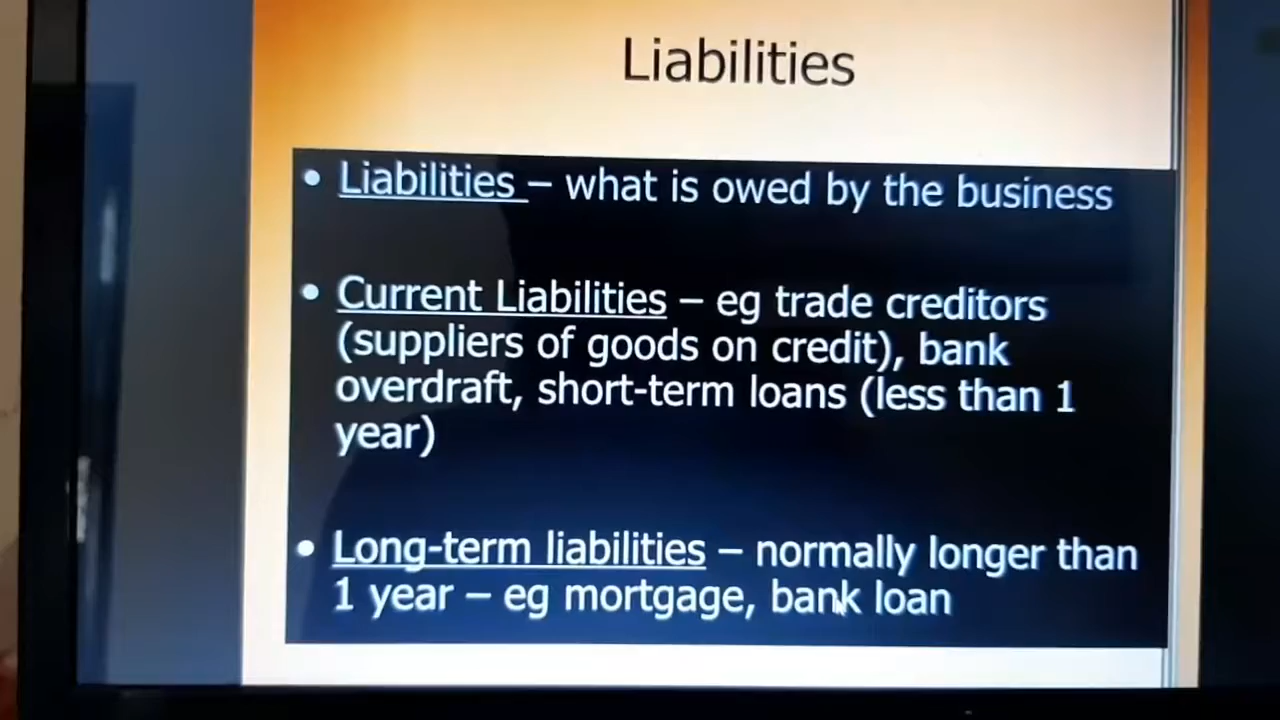 Liabilities
• Liabilities – what is owed by the business
• Current Liabilities – eg trade creditors
(suppliers of goods on credit), bank
overdraft, short-term loans (less than 1
year)
• Long-term liabilities – normally longer than
1 year – eg mortgage, bank loan